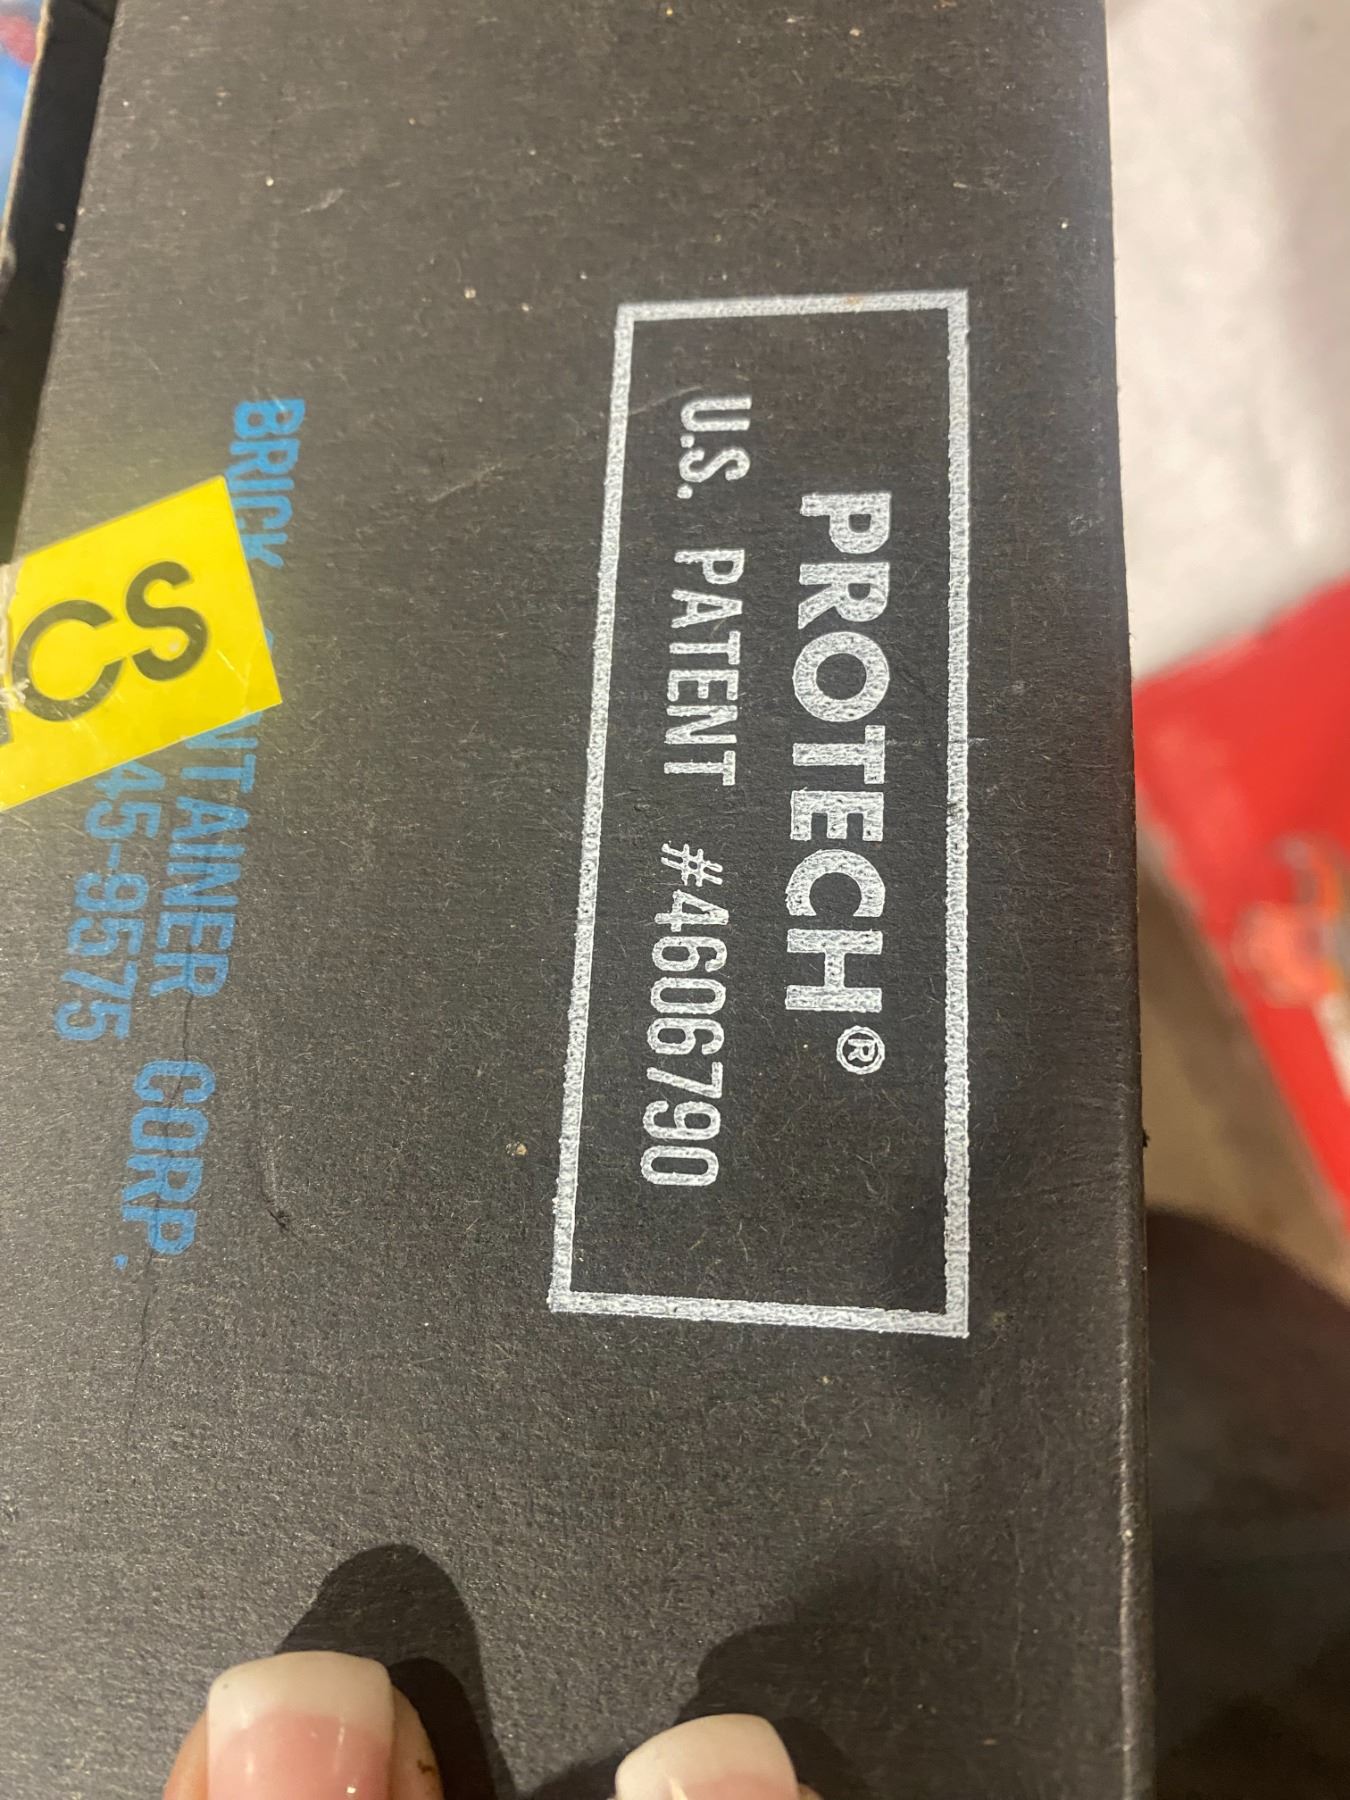 PROTECH®
U.S. PATENT #4606790
BRICK NTAINER CORP.
45-9575
CS